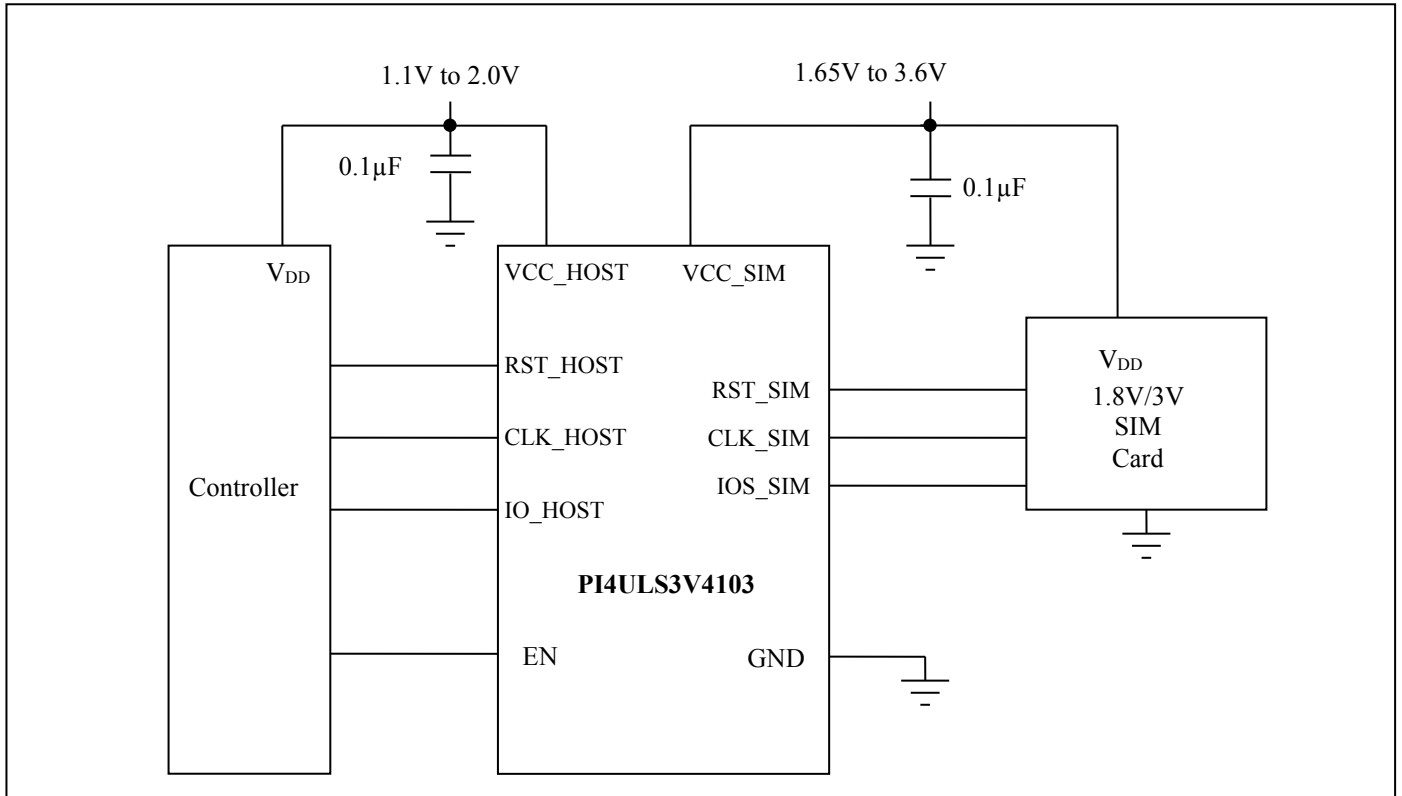 1.1V to 2.0V
1.65V to 3.6V
0.1µF
0.1µF
VDD
VCC_HOST
VCC_SIM
RST_HOST
CLK_HOST
IO_HOST
Controller
RST_SIM
CLK_SIM
IOS_SIM
VDD
1.8V/3V
SIM
Card
PI4ULS3V4103
EN
GND